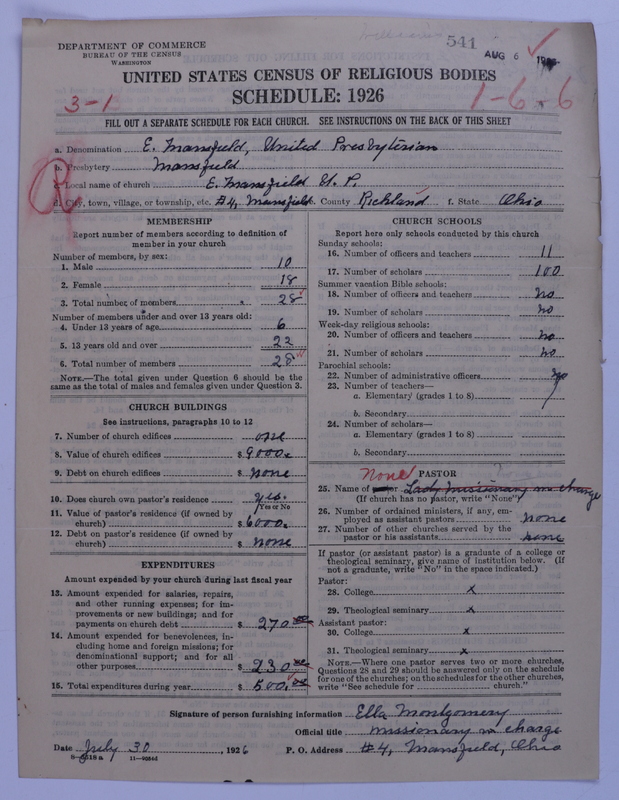 541
AUG 6
DEPARTMENT OF COMMERCE
BUREAU OF THE CENSUS
WASHINGTON
UNITED STATES CENSUS OF RELIGIOUS BODIES
SCHEDULE: 1926
3-1
1-6
6
FILL OUT A SEPARATE SCHEDULE FOR EACH CHURCH. SEE INSTRUCTIONS ON THE BACK OF THIS SHEET
a. Denomination E. Mansfield, United Presbyterian
b. Presbytery Mansfield
c. Local name of church E. Mansfield U. P.
d. City, town, village, or township, etc. #4, Mansfield. County Richland f. State Ohio
MEMBERSHIP
Report number of members according to definition of
member in your church
Number of members, by sex:
1. Male 10
2. Female 18
3. Total number of members 28
Number of members under and over 13 years old:
4. Under 13 years of age 6
5. 13 years old and over 22
6. Total number of members 28
NOTE.—The total given under Question 6 should be
same as the total of males and females given under Question 3.
CHURCH BUILDINGS
See instructions, paragraphs 10 to 12
7. Number of church edifices one
8. Value of church edifices $ 9000.
9. Debt on church edifices $ none
10. Does church own pastor's residence yes.
Yes or No
11. Value of pastor's residence (if owned by
church) $ 6000.
12. Debt on pastor's residence (if owned by
church) $ none
EXPENDITURES
Amount expended by your church during last fiscal year
13. Amount expended for salaries, repairs,
and other running expenses; for im-
provements or new buildings; and for
payments on church debt $ 270.00
14. Amount expended for benevolences, in-
cluding home and foreign missions; for
denominational support; and for all
other purposes $ 230.00
15. Total expenditures during year $ 500.00
CHURCH SCHOOLS
Report here only schools conducted by this church
Sunday schools:
16. Number of officers and teachers 11
17. Number of scholars 100
Summer vacation Bible schools:
18. Number of officers and teachers no
19. Number of scholars no
Week-day religious schools:
20. Number of officers and teachers no
21. Number of scholars no
Parochial schools:
22. Number of administrative officers no
23. Number of teachers—
a. Elementary (grades 1 to 8)
b. Secondary
24. Number of scholars—
a. Elementary (grades 1 to 8)
b. Secondary
None PASTOR
25. Name of Lady missionary in charge
(If church has no pastor, write "None")
26. Number of ordained ministers, if any, em-
ployed as assistant pastors none
27. Number of other churches served by the
pastor or his assistants none
If pastor (or assistant pastor) is a graduate of a college or
theological seminary, give name of institution below. (If
not a graduate, write "No" in the space indicated.)
Pastor:
28. College x
29. Theological seminary x
Assistant pastor:
30. College x
31. Theological seminary x
NOTE.—Where one pastor serves two or more churches,
Questions 28 and 29 should be answered only on the schedule
for one of the churches; on the schedules for the other churches,
write "See schedule for church."
Signature of person furnishing information Ella Montgomery
Official title missionary in charge
Date July 30, 1926 P. O. Address #4, Mansfield, Ohio